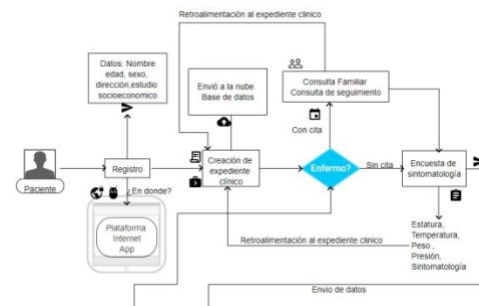 Retroalimentación al expediente clinico
Datos: Nombre
edad, sexo,
dirección,estudio
socioeconomico
Envió a la nube
Base de datos
Consulta Familiar
Consulta de seguimiento
Con cita
Paciente
Registro
Creación de
expediente
clínico
Enfermo?
Sin cita
Encuesta de
sintomatología
¿En donde?
Plataforma
Internet
App
Retroalimentación al expediente clinico
Estatura,
Temperatura,
Peso ,
Presión,
Sintomatología
Envio de datos